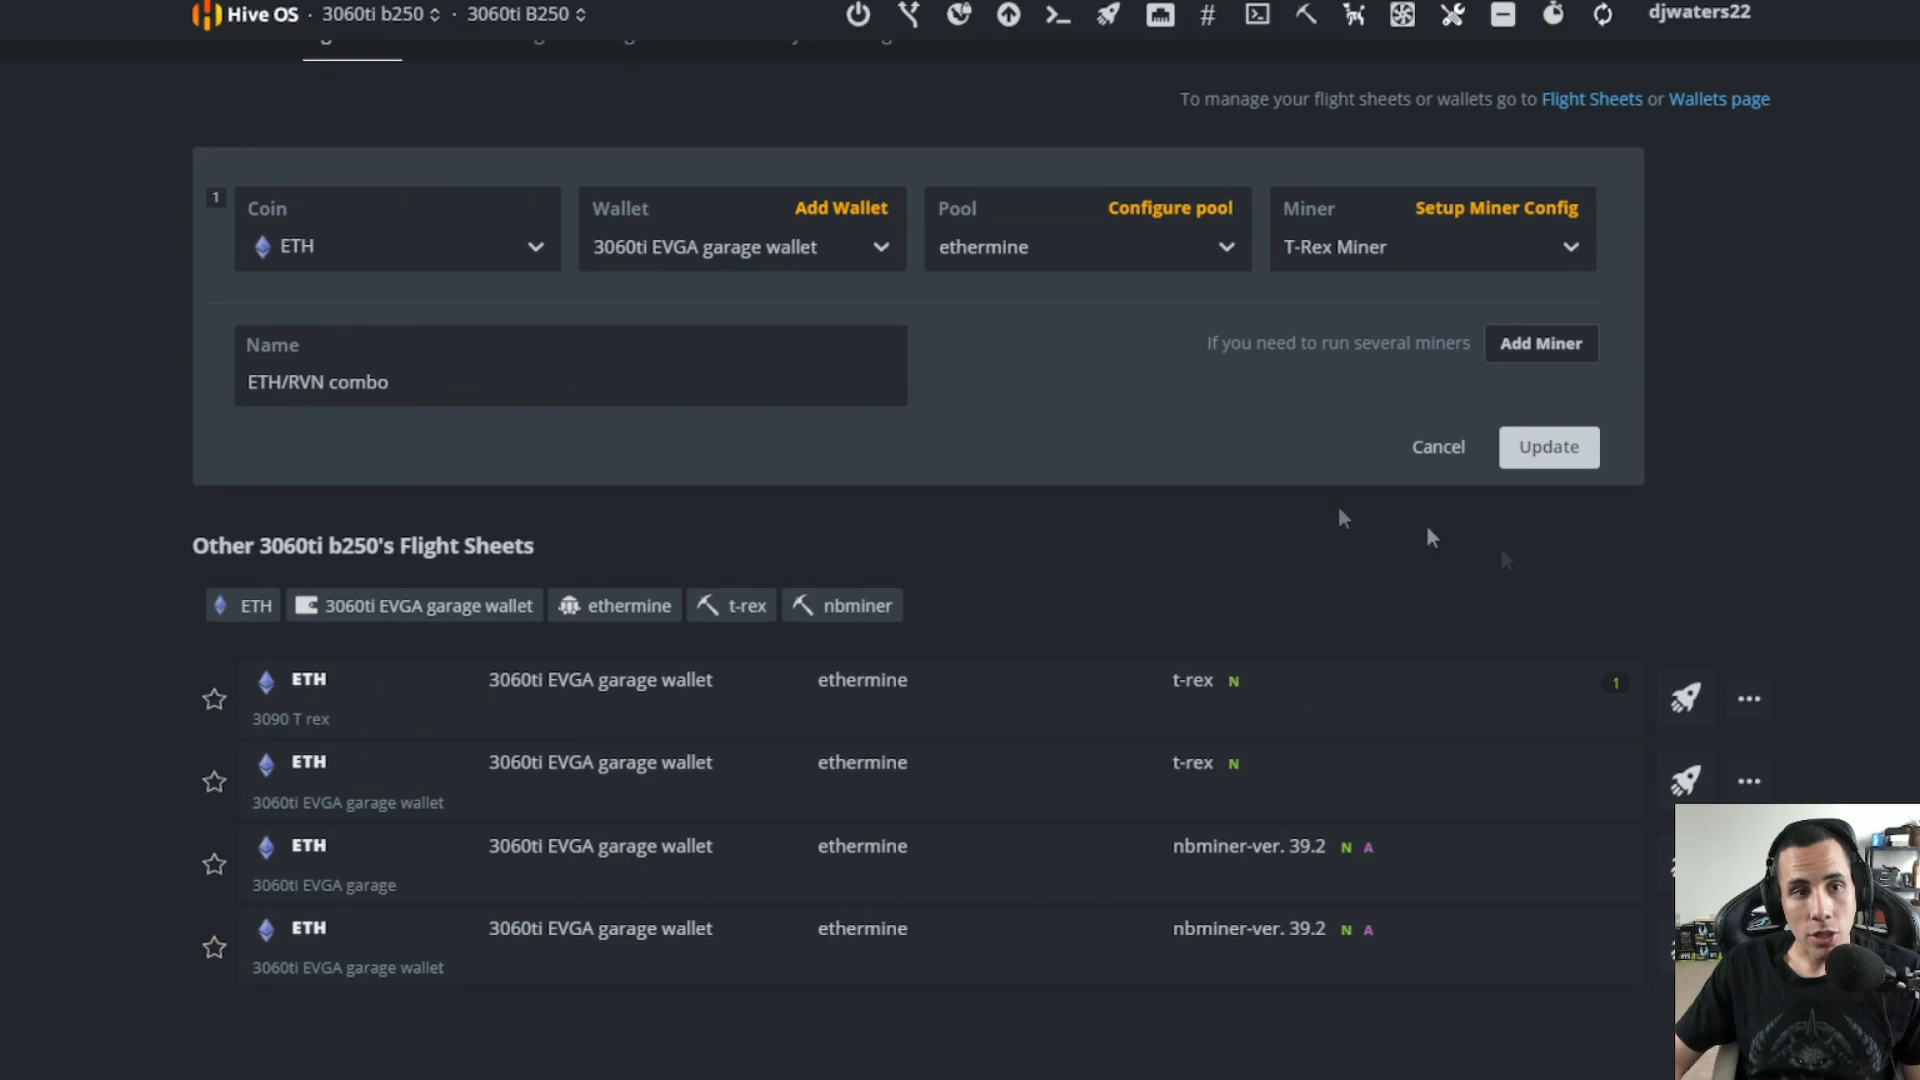 Hive OS · 3060ti b250 · 3060ti B250 djwaters22
To manage your flight sheets or wallets go to Flight Sheets or Wallets page
1
Coin
ETH
Wallet Add Wallet
3060ti EVGA garage wallet
Pool Configure pool
ethermine
Miner Setup Miner Config
T-Rex Miner
Name
ETH/RVN combo
If you need to run several miners Add Miner
Cancel Update
Other 3060ti b250's Flight Sheets
ETH 3060ti EVGA garage wallet ethermine t-rex nbminer
ETH 3060ti EVGA garage wallet ethermine t-rex N 1
3090 T rex
ETH 3060ti EVGA garage wallet ethermine t-rex N
3060ti EVGA garage wallet
ETH 3060ti EVGA garage wallet ethermine nbminer-ver. 39.2 N A
3060ti EVGA garage
ETH 3060ti EVGA garage wallet ethermine nbminer-ver. 39.2 N A
3060ti EVGA garage wallet